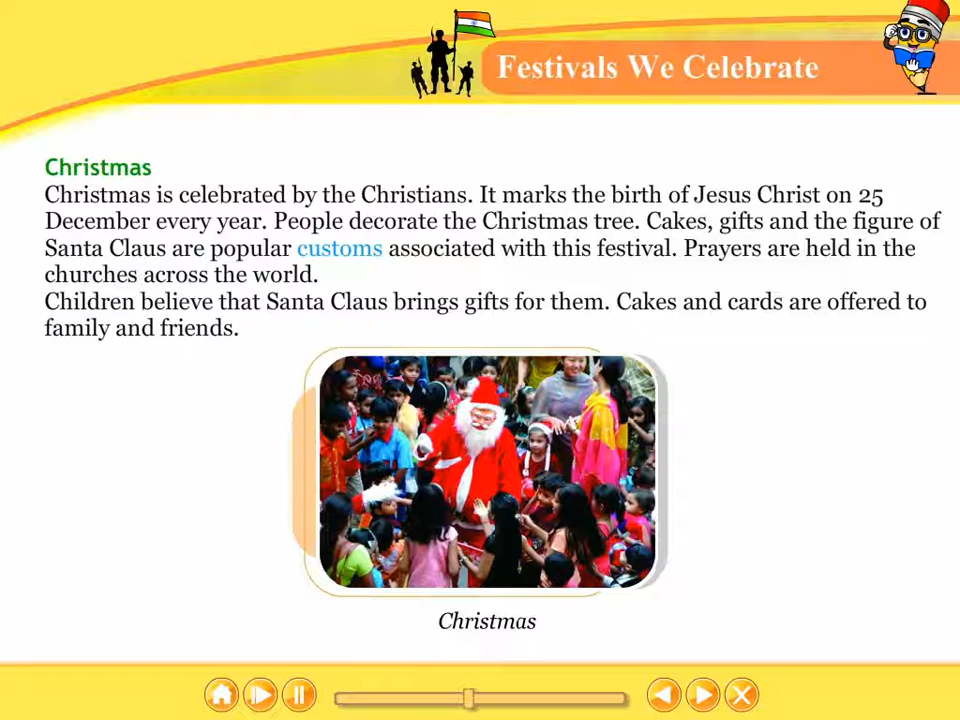 Festivals We Celebrate
Christmas
Christmas is celebrated by the Christians. It marks the birth of Jesus Christ on 25
December every year. People decorate the Christmas tree. Cakes, gifts and the figure of
Santa Claus are popular customs associated with this festival. Prayers are held in the
churches across the world.
Children believe that Santa Claus brings gifts for them. Cakes and cards are offered to
family and friends.
Christmas